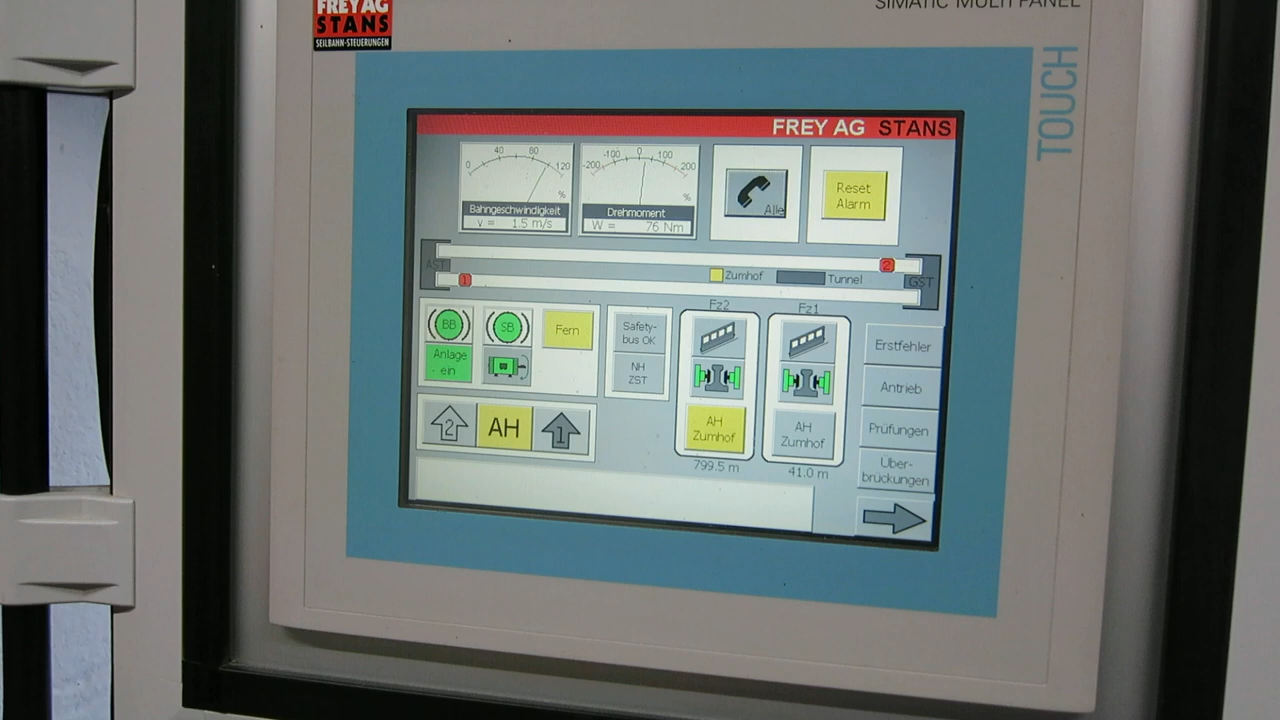 FREY AG
STANS
SEILBAHN-STEUERUNGEN
SIMATIC MULTI PANEL
TOUCH
FREY AG STANS
0 40 80 120
%
Bahngeschwindigkeit
v = 1.5 m/s
-200 -100 0 100 200
%
Drehmoment
W = 76 Nm
Alle
Reset
Alarm
AST
2
Zumhof
Tunnel
GST
1
BB
SB
Fern
Anlage
- ein
Safety-
bus OK
NH
ZST
Fz2
Fz1
AH
Zumhof
AH
Zumhof
799.5 m
41.0 m
2
AH
1
Erstfehler
Antrieb
Prüfungen
Über-
brückungen